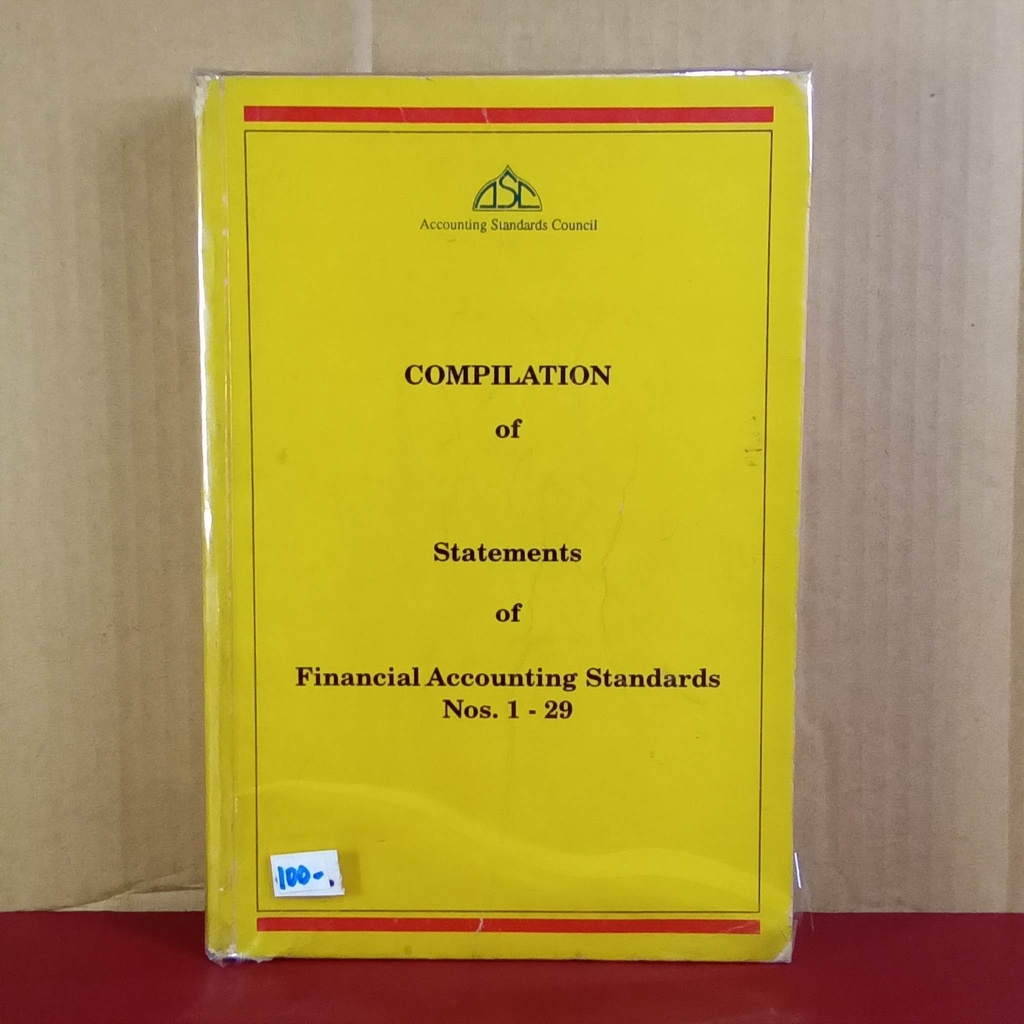 ASC
Accounting Standards Council
COMPILATION
of
Statements
of
Financial Accounting Standards
Nos. 1 - 29
100-.